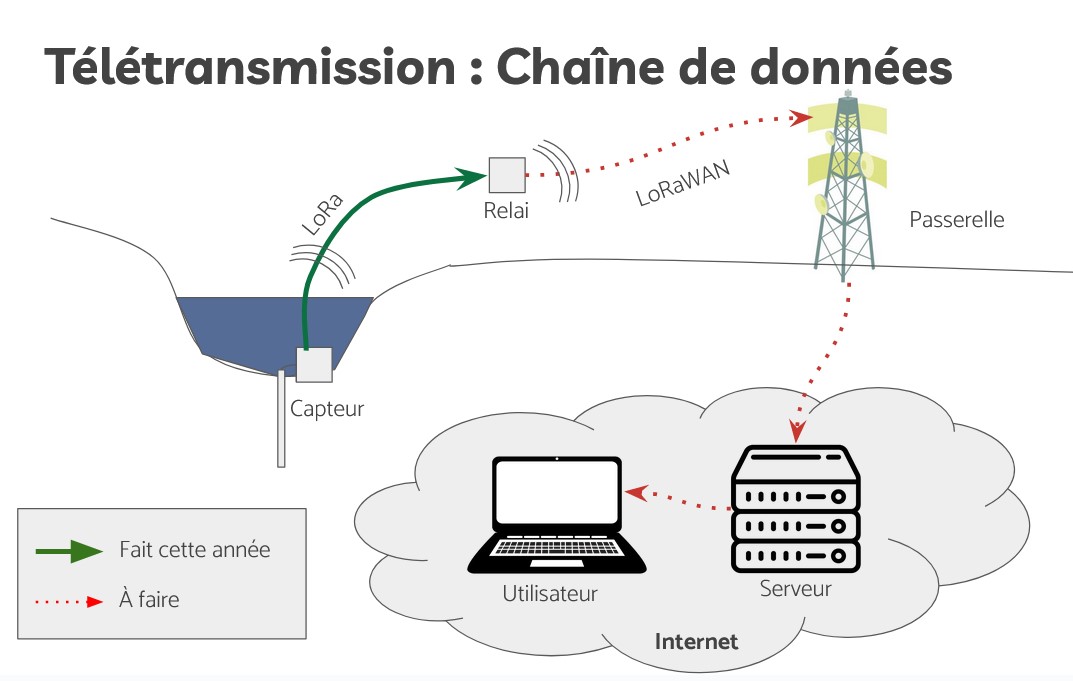 Télétransmission : Chaîne de données
LoRa
Relai
LoRaWAN
Passerelle
Capteur
Fait cette année
À faire
Utilisateur
Serveur
Internet